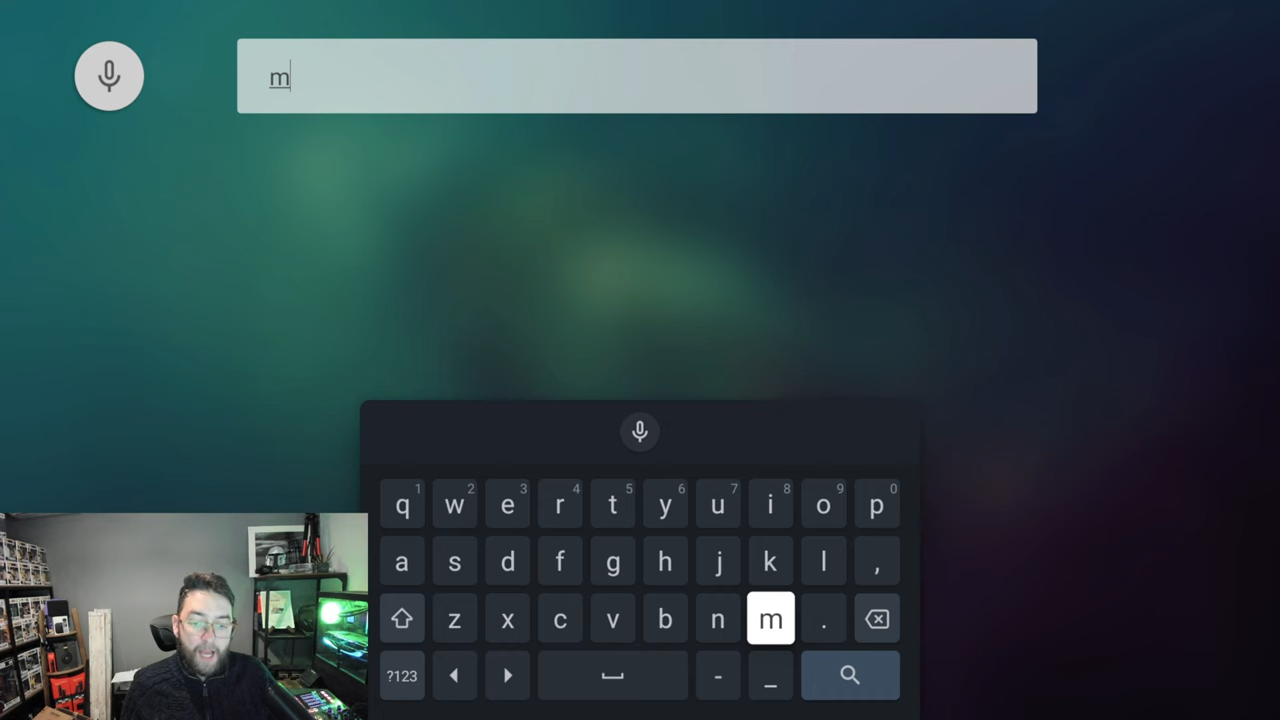 m
q1 w2 e3 r4 t5 y6 u7 i8 o9 p0
a s d f g h j k l ,
z x c v b n m .
?123 - _